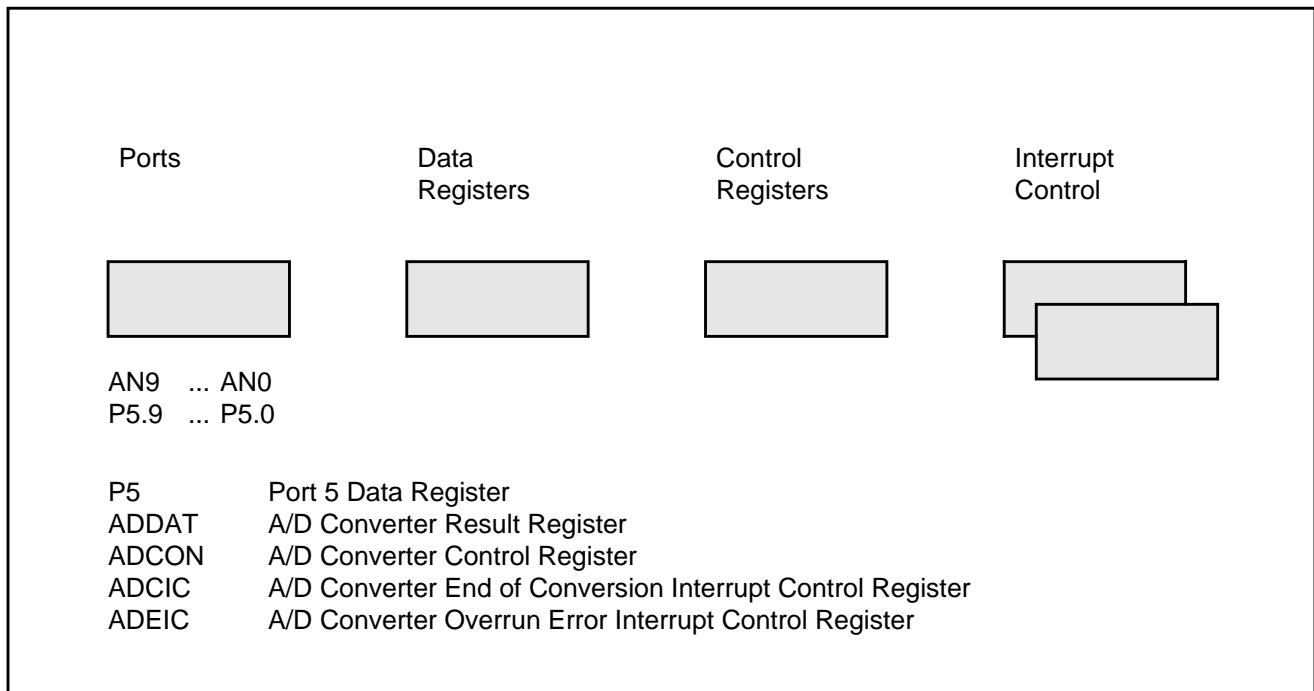 Ports
Data
Registers
Control
Registers
Interrupt
Control
AN9 ... AN0
P5.9 ... P5.0
P5 Port 5 Data Register
ADDAT A/D Converter Result Register
ADCON A/D Converter Control Register
ADCIC A/D Converter End of Conversion Interrupt Control Register
ADEIC A/D Converter Overrun Error Interrupt Control Register